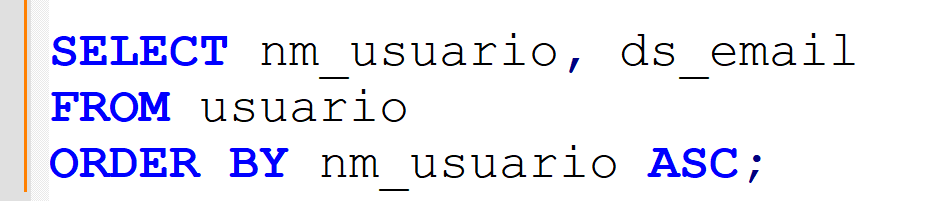 SELECT nm_usuario, ds_email
FROM usuario
ORDER BY nm_usuario ASC;